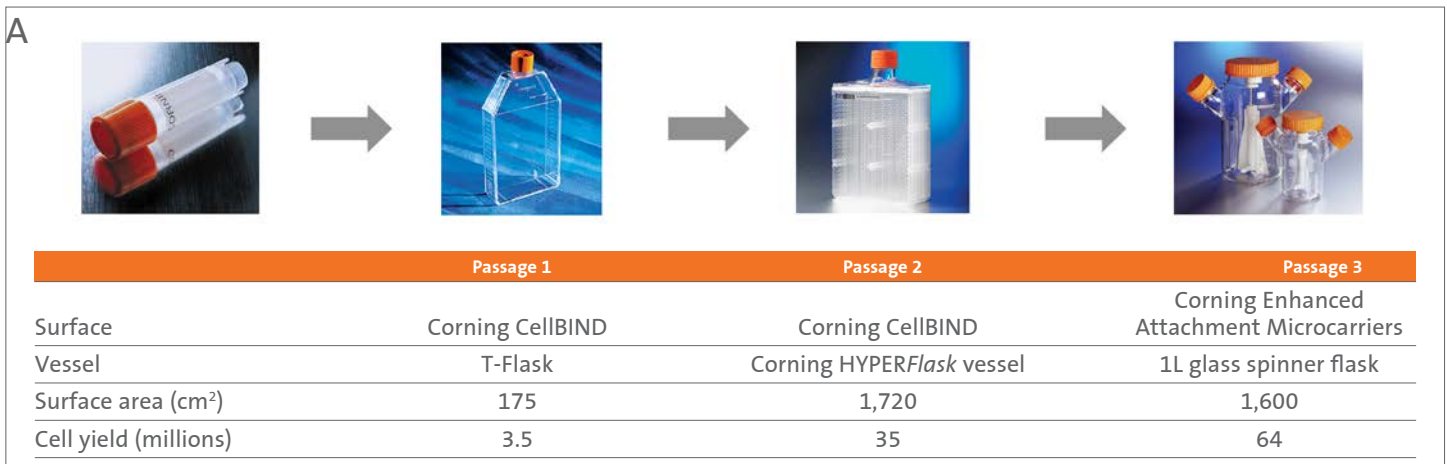 A
Passage 1 Passage 2 Passage 3
Surface Corning CellBIND Corning CellBIND Corning Enhanced
Attachment Microcarriers
Vessel T-Flask Corning HYPERFlask vessel 1L glass spinner flask
Surface area (cm²) 175 1,720 1,600
Cell yield (millions) 3.5 35 64